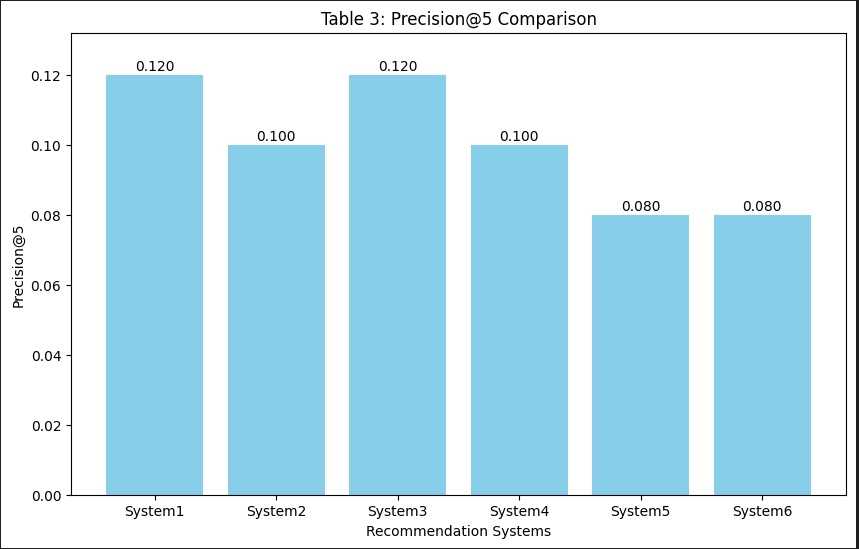 Table 3: Precision@5 Comparison
0.120
0.100
0.120
0.100
0.080
0.080
0.12
0.10
0.08
0.06
0.04
0.02
0.00
Precision@5
System1
System2
System3
System4
System5
System6
Recommendation Systems